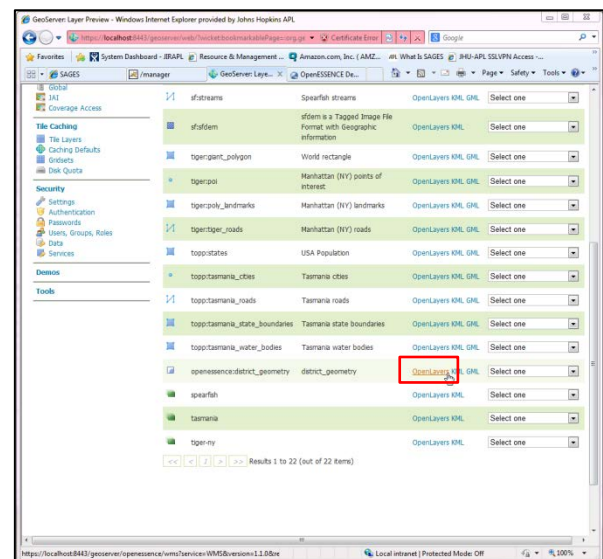 GeoServer: Layer Preview - Windows Internet Explorer provided by Johns Hopkins APL
https://localhost:8443/geoserver/web/?wicket:bookmarkablePage=:org.ge
Certificate Error
Google
Favorites
System Dashboard - JIRAPL
Resource & Management ...
Amazon.com, Inc. (AMZ...
What Is SAGES
JHU-APL SSLVPN Access -...
SAGES
/manager
GeoServer: Laye...
OpenESSENCE De...
Page
Safety
Tools
Global
JAI
Coverage Access
Tile Caching
Tile Layers
Caching Defaults
Gridsets
Disk Quota
Security
Settings
Authentication
Passwords
Users, Groups, Roles
Data
Services
Demos
Tools
sf:streams Spearfish streams OpenLayers KML GML Select one
sf:sfdem sfdem is a Tagged Image File Format with Geographic information OpenLayers KML Select one
tiger:giant_polygon World rectangle OpenLayers KML GML Select one
tiger:poi Manhattan (NY) points of interest OpenLayers KML GML Select one
tiger:poly_landmarks Manhattan (NY) landmarks OpenLayers KML GML Select one
tiger:tiger_roads Manhattan (NY) roads OpenLayers KML GML Select one
topp:states USA Population OpenLayers KML GML Select one
topp:tasmania_cities Tasmania cities OpenLayers KML GML Select one
topp:tasmania_roads Tasmania roads OpenLayers KML GML Select one
topp:tasmania_state_boundaries Tasmania state boundaries OpenLayers KML GML Select one
topp:tasmania_water_bodies Tasmania water bodies OpenLayers KML GML Select one
openessence:district_geometry district_geometry OpenLayers KML GML Select one
spearfish OpenLayers KML Select one
tasmania OpenLayers KML Select one
tiger-ny OpenLayers KML Select one
<< < 1 > >> Results 1 to 22 (out of 22 items)
https://localhost:8443/geoserver/openessence/wms?service=WMS&version=1.1.0&re
Local intranet | Protected Mode: Off
100%